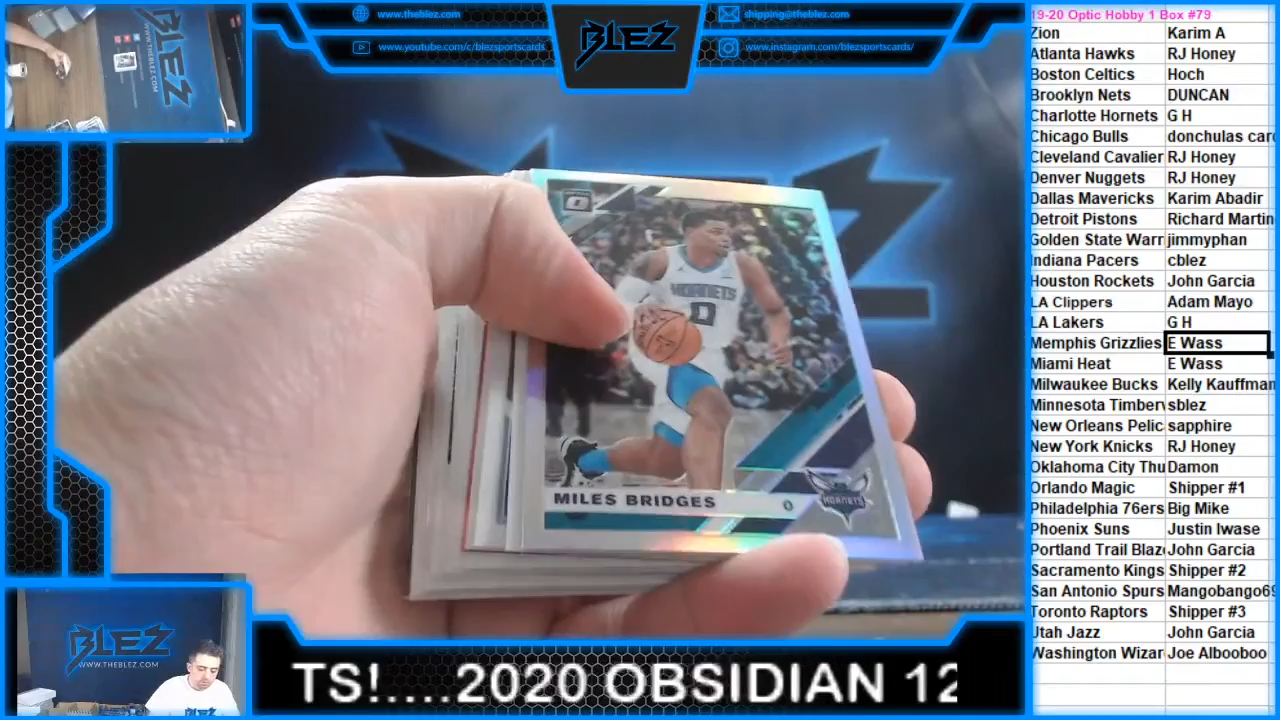 www.theblez.com
www.youtube.com/c/blezsportscards
BLEZ
shipping@theblez.com
www.instagram.com/blezsportscards/
BLEZ
WWW.THEBLEZ.COM
HORNETS
0
MILES BRIDGES
0
HORNETS
BLEZ
WWW.THEBLEZ.COM
TS!....2020 OBSIDIAN 12
19-20 Optic Hobby 1 Box #79
Zion Karim A
Atlanta Hawks RJ Honey
Boston Celtics Hoch
Brooklyn Nets DUNCAN
Charlotte Hornets G H
Chicago Bulls donchulas car
Cleveland Cavalier RJ Honey
Denver Nuggets RJ Honey
Dallas Mavericks Karim Abadir
Detroit Pistons Richard Martin
Golden State Warr jimmyphan
Indiana Pacers cblez
Houston Rockets John Garcia
LA Clippers Adam Mayo
LA Lakers G H
Memphis Grizzlies E Wass
Miami Heat E Wass
Milwaukee Bucks Kelly Kauffman
Minnesota Timberv sblez
New Orleans Pelic sapphire
New York Knicks RJ Honey
Oklahoma City Thu Damon
Orlando Magic Shipper #1
Philadelphia 76ers Big Mike
Phoenix Suns Justin Iwase
Portland Trail Blaz John Garcia
Sacramento Kings Shipper #2
San Antonio Spurs Mangobango69
Toronto Raptors Shipper #3
Utah Jazz John Garcia
Washington Wizar Joe Albooboo